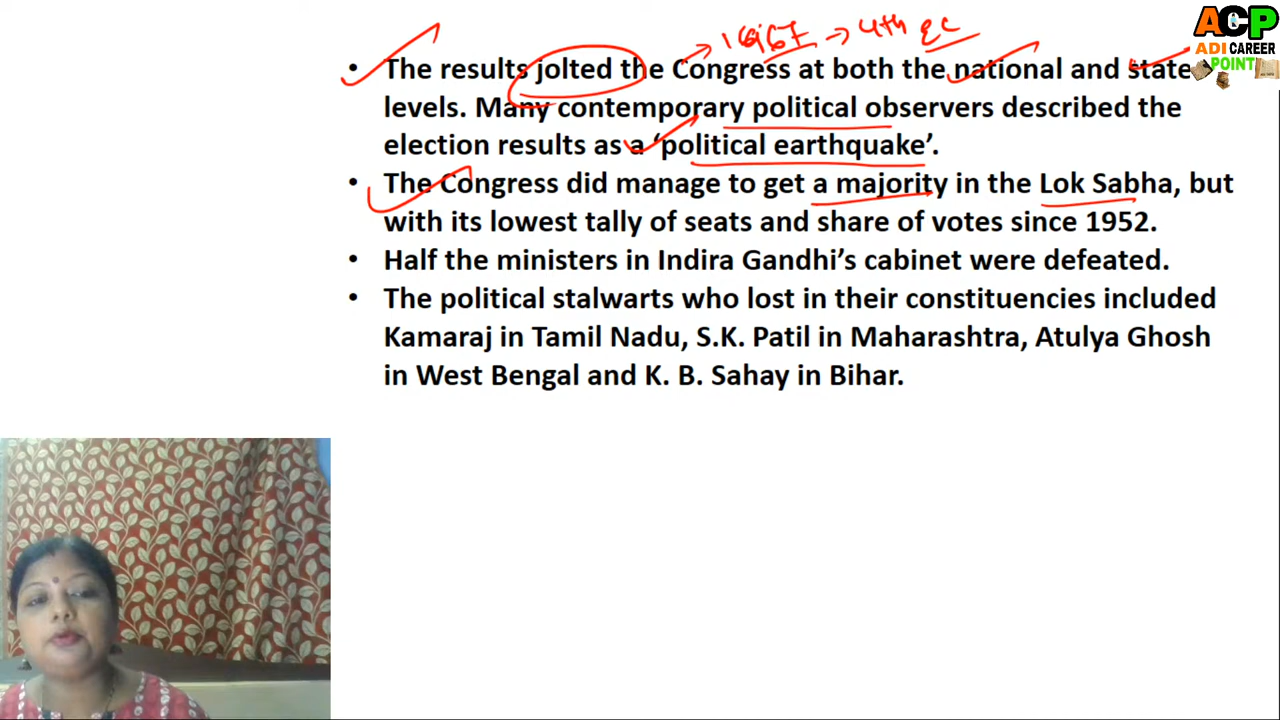 → 1967 → 4th
ACP
ADI CAREER
POINT
• The results jolted the Congress at both the national and state
levels. Many contemporary political observers described the
election results as a ‘political earthquake’.
• The Congress did manage to get a majority in the Lok Sabha, but
with its lowest tally of seats and share of votes since 1952.
• Half the ministers in Indira Gandhi’s cabinet were defeated.
• The political stalwarts who lost in their constituencies included
Kamaraj in Tamil Nadu, S.K. Patil in Maharashtra, Atulya Ghosh
in West Bengal and K. B. Sahay in Bihar.